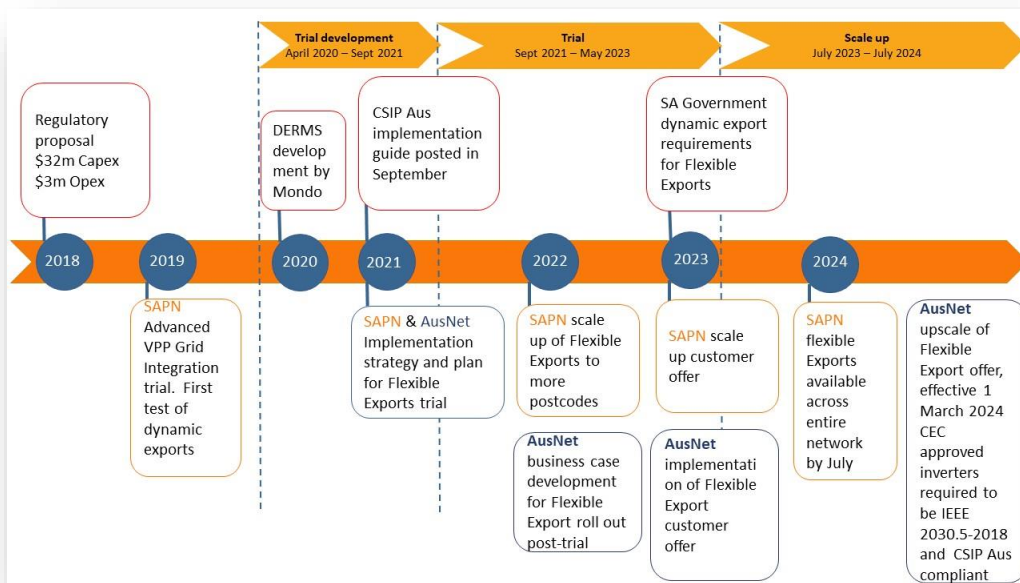 Trial development
April 2020 – Sept 2021
Trial
Sept 2021 – May 2023
Scale up
July 2023 – July 2024
Regulatory
proposal
$32m Capex
$3m Opex
DERMS
develop
ment by
Mondo
CSIP Aus
implementation
guide posted in
September
SA Government
dynamic export
requirements
for Flexible
Exports
2018
2019
2020
2021
2022
2023
2024
SAPN
Advanced
VPP Grid
Integration
trial. First
test of
dynamic
exports
SAPN & AusNet
Implementation
strategy and plan
for Flexible
Exports trial
SAPN scale
up of Flexible
Exports to
more
postcodes
AusNet
business case
development
for Flexible
Export roll out
post-trial
SAPN scale
up customer
offer
AusNet
implementati
on of Flexible
Export
customer
offer
SAPN
flexible
Exports
available
across
entire
network
by July
AusNet
upscale of
Flexible
Export offer,
effective 1
March 2024
CEC
approved
inverters
required to
be IEEE
2030.5-2018
and CSIP Aus
compliant